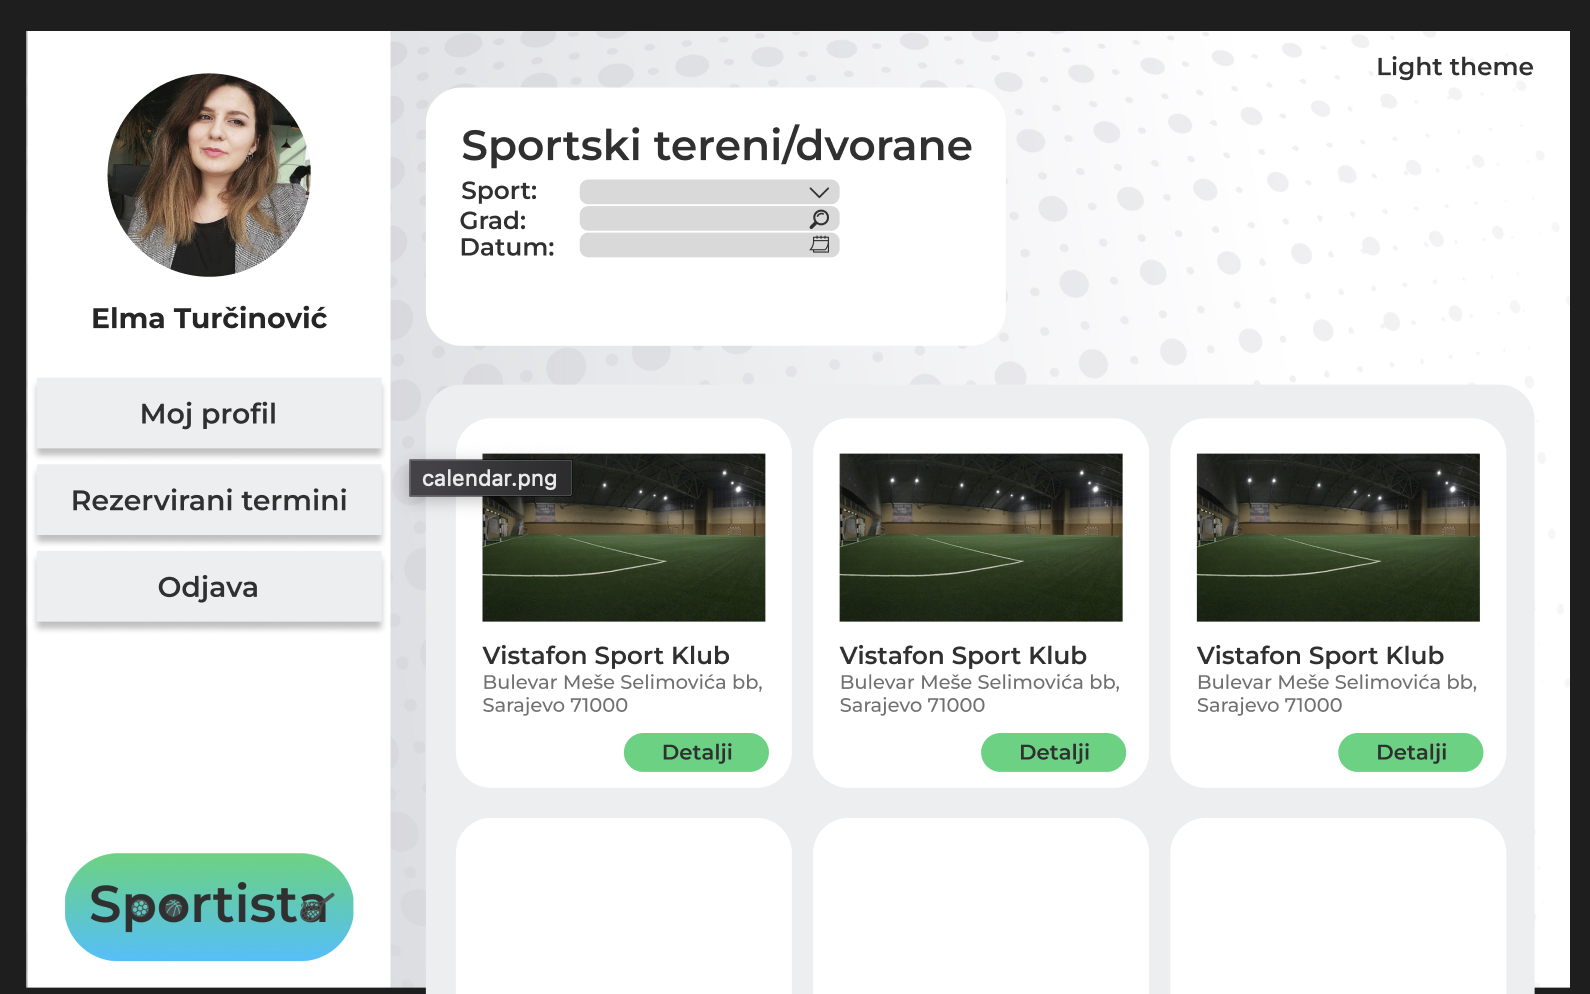 Light theme
Elma Turčinović
Moj profil
Rezervirani termini
Odjava
Sportista
Sportski tereni/dvorane
Sport:
Grad:
Datum:
calendar.png
Vistafon Sport Klub
Bulevar Meše Selimovića bb,
Sarajevo 71000
Detalji
Vistafon Sport Klub
Bulevar Meše Selimovića bb,
Sarajevo 71000
Detalji
Vistafon Sport Klub
Bulevar Meše Selimovića bb,
Sarajevo 71000
Detalji